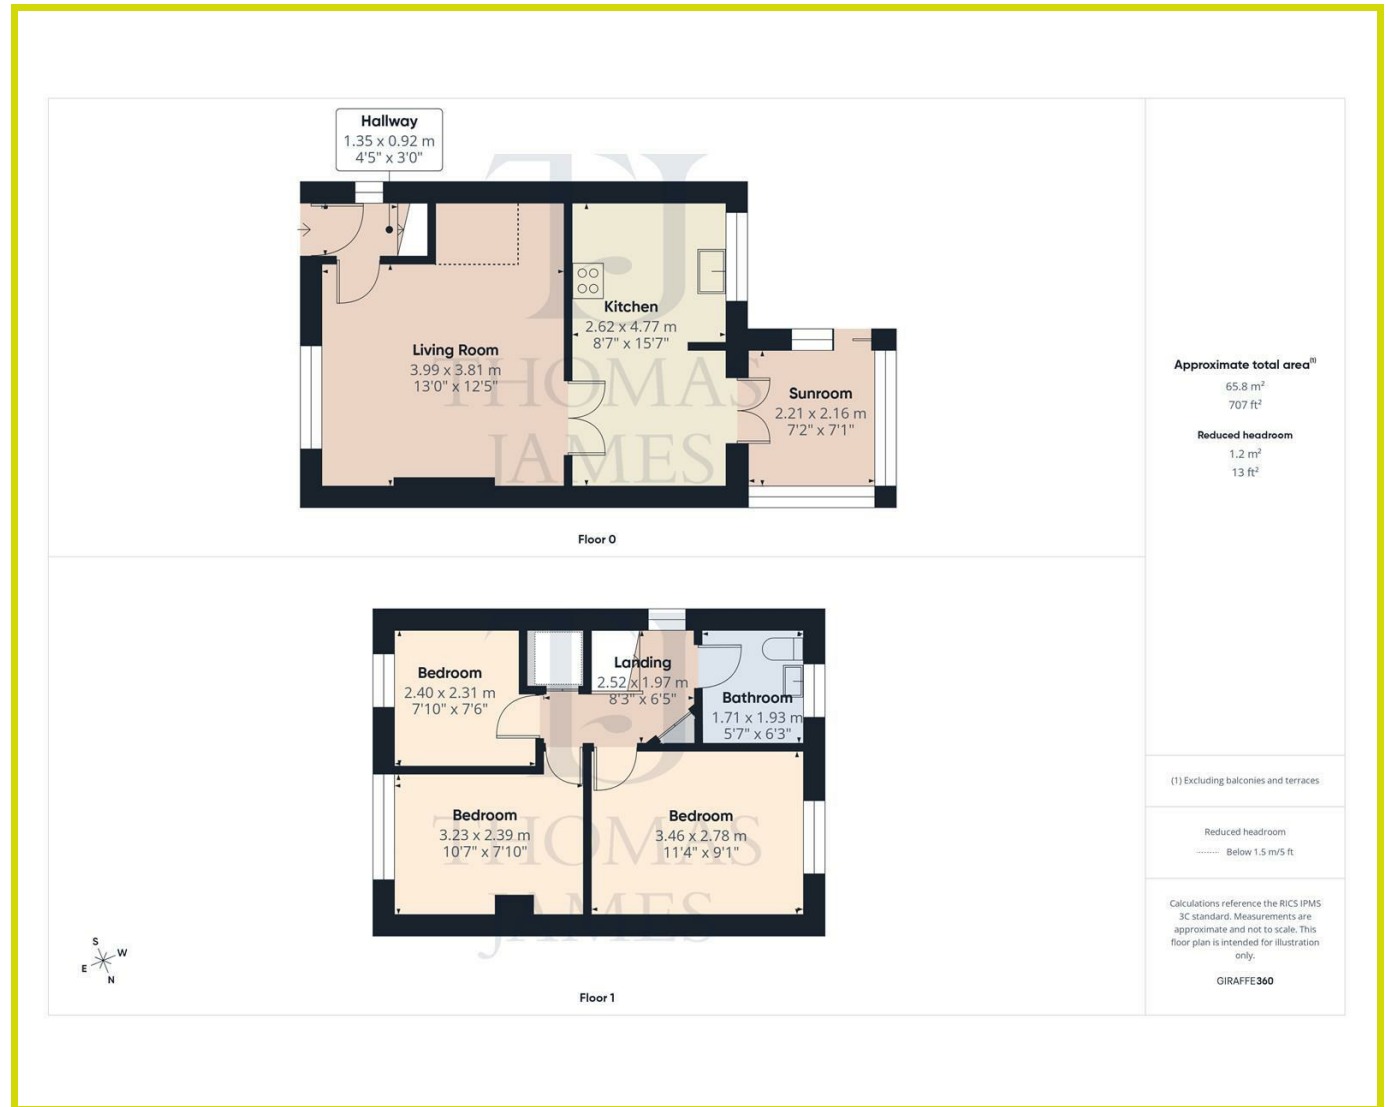 Hallway
1.35 x 0.92 m
4'5" x 3'0"
Kitchen
2.62 x 4.77 m
8'7" x 15'7"
Living Room
3.99 x 3.81 m
13'0" x 12'5"
Sunroom
2.21 x 2.16 m
7'2" x 7'1"
TJ
THOMAS
JAMES
Floor 0
Bedroom
2.40 x 2.31 m
7'10" x 7'6"
Landing
2.52 x 1.97 m
8'3" x 6'5"
Bathroom
1.71 x 1.93 m
5'7" x 6'3"
Bedroom
3.23 x 2.39 m
10'7" x 7'10"
Bedroom
3.46 x 2.78 m
11'4" x 9'1"
TJ
THOMAS
JAMES
S
W
E
N
Floor 1
Approximate total area(1)
65.8 m²
707 ft²
Reduced headroom
1.2 m²
13 ft²
(1) Excluding balconies and terraces
Reduced headroom
Below 1.5 m/5 ft
Calculations reference the RICS IPMS
3C standard. Measurements are
approximate and not to scale. This
floor plan is intended for illustration
only.
GIRAFFE360